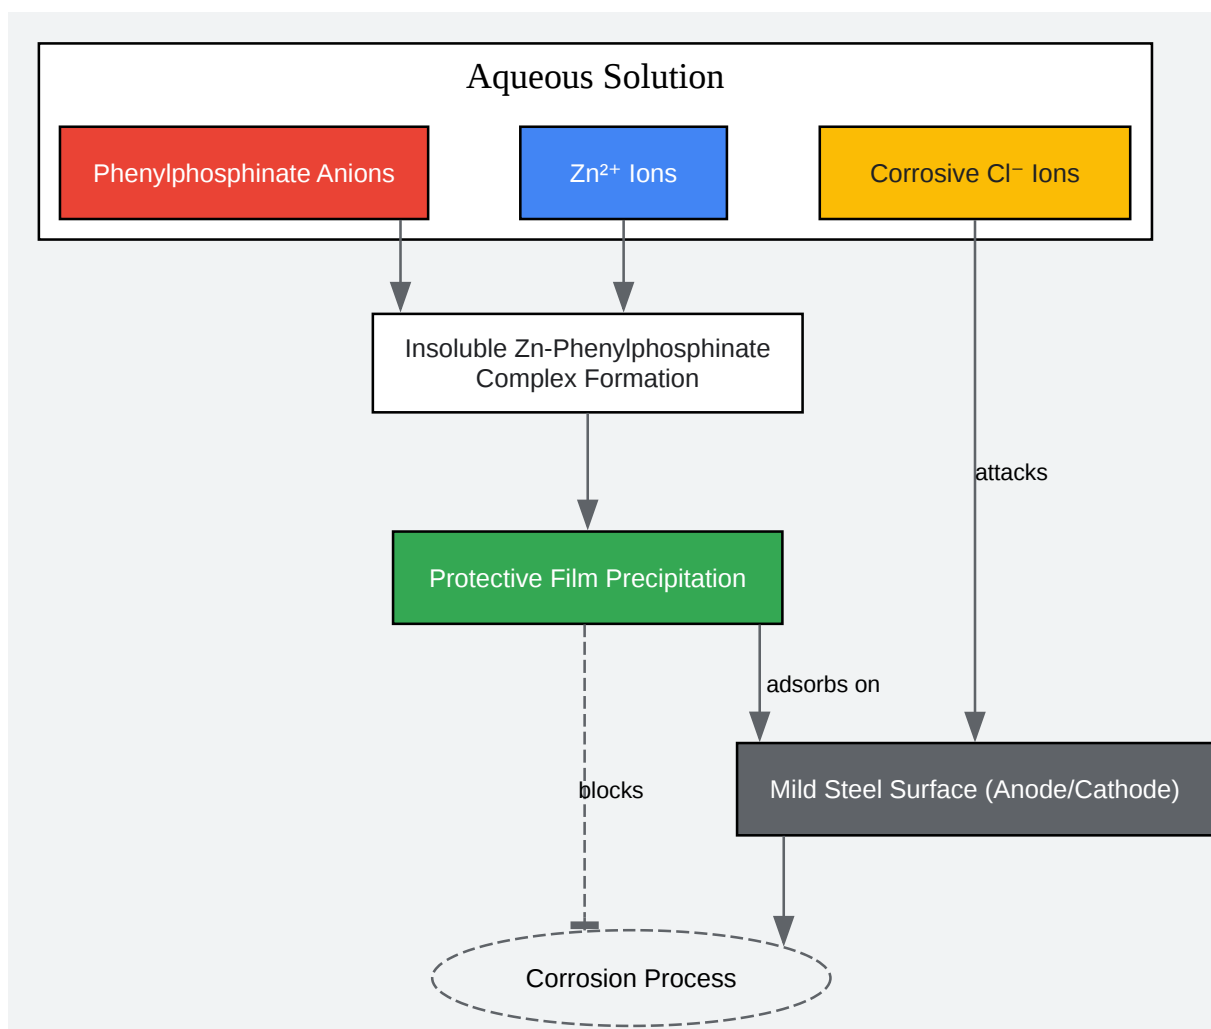 Aqueous Solution
Phenylphosphinate Anions
Zn²⁺ Ions
Corrosive Cl⁻ Ions
Insoluble Zn-Phenylphosphinate
Complex Formation
attacks
Protective Film Precipitation
adsorbs on
blocks
Mild Steel Surface (Anode/Cathode)
Corrosion Process